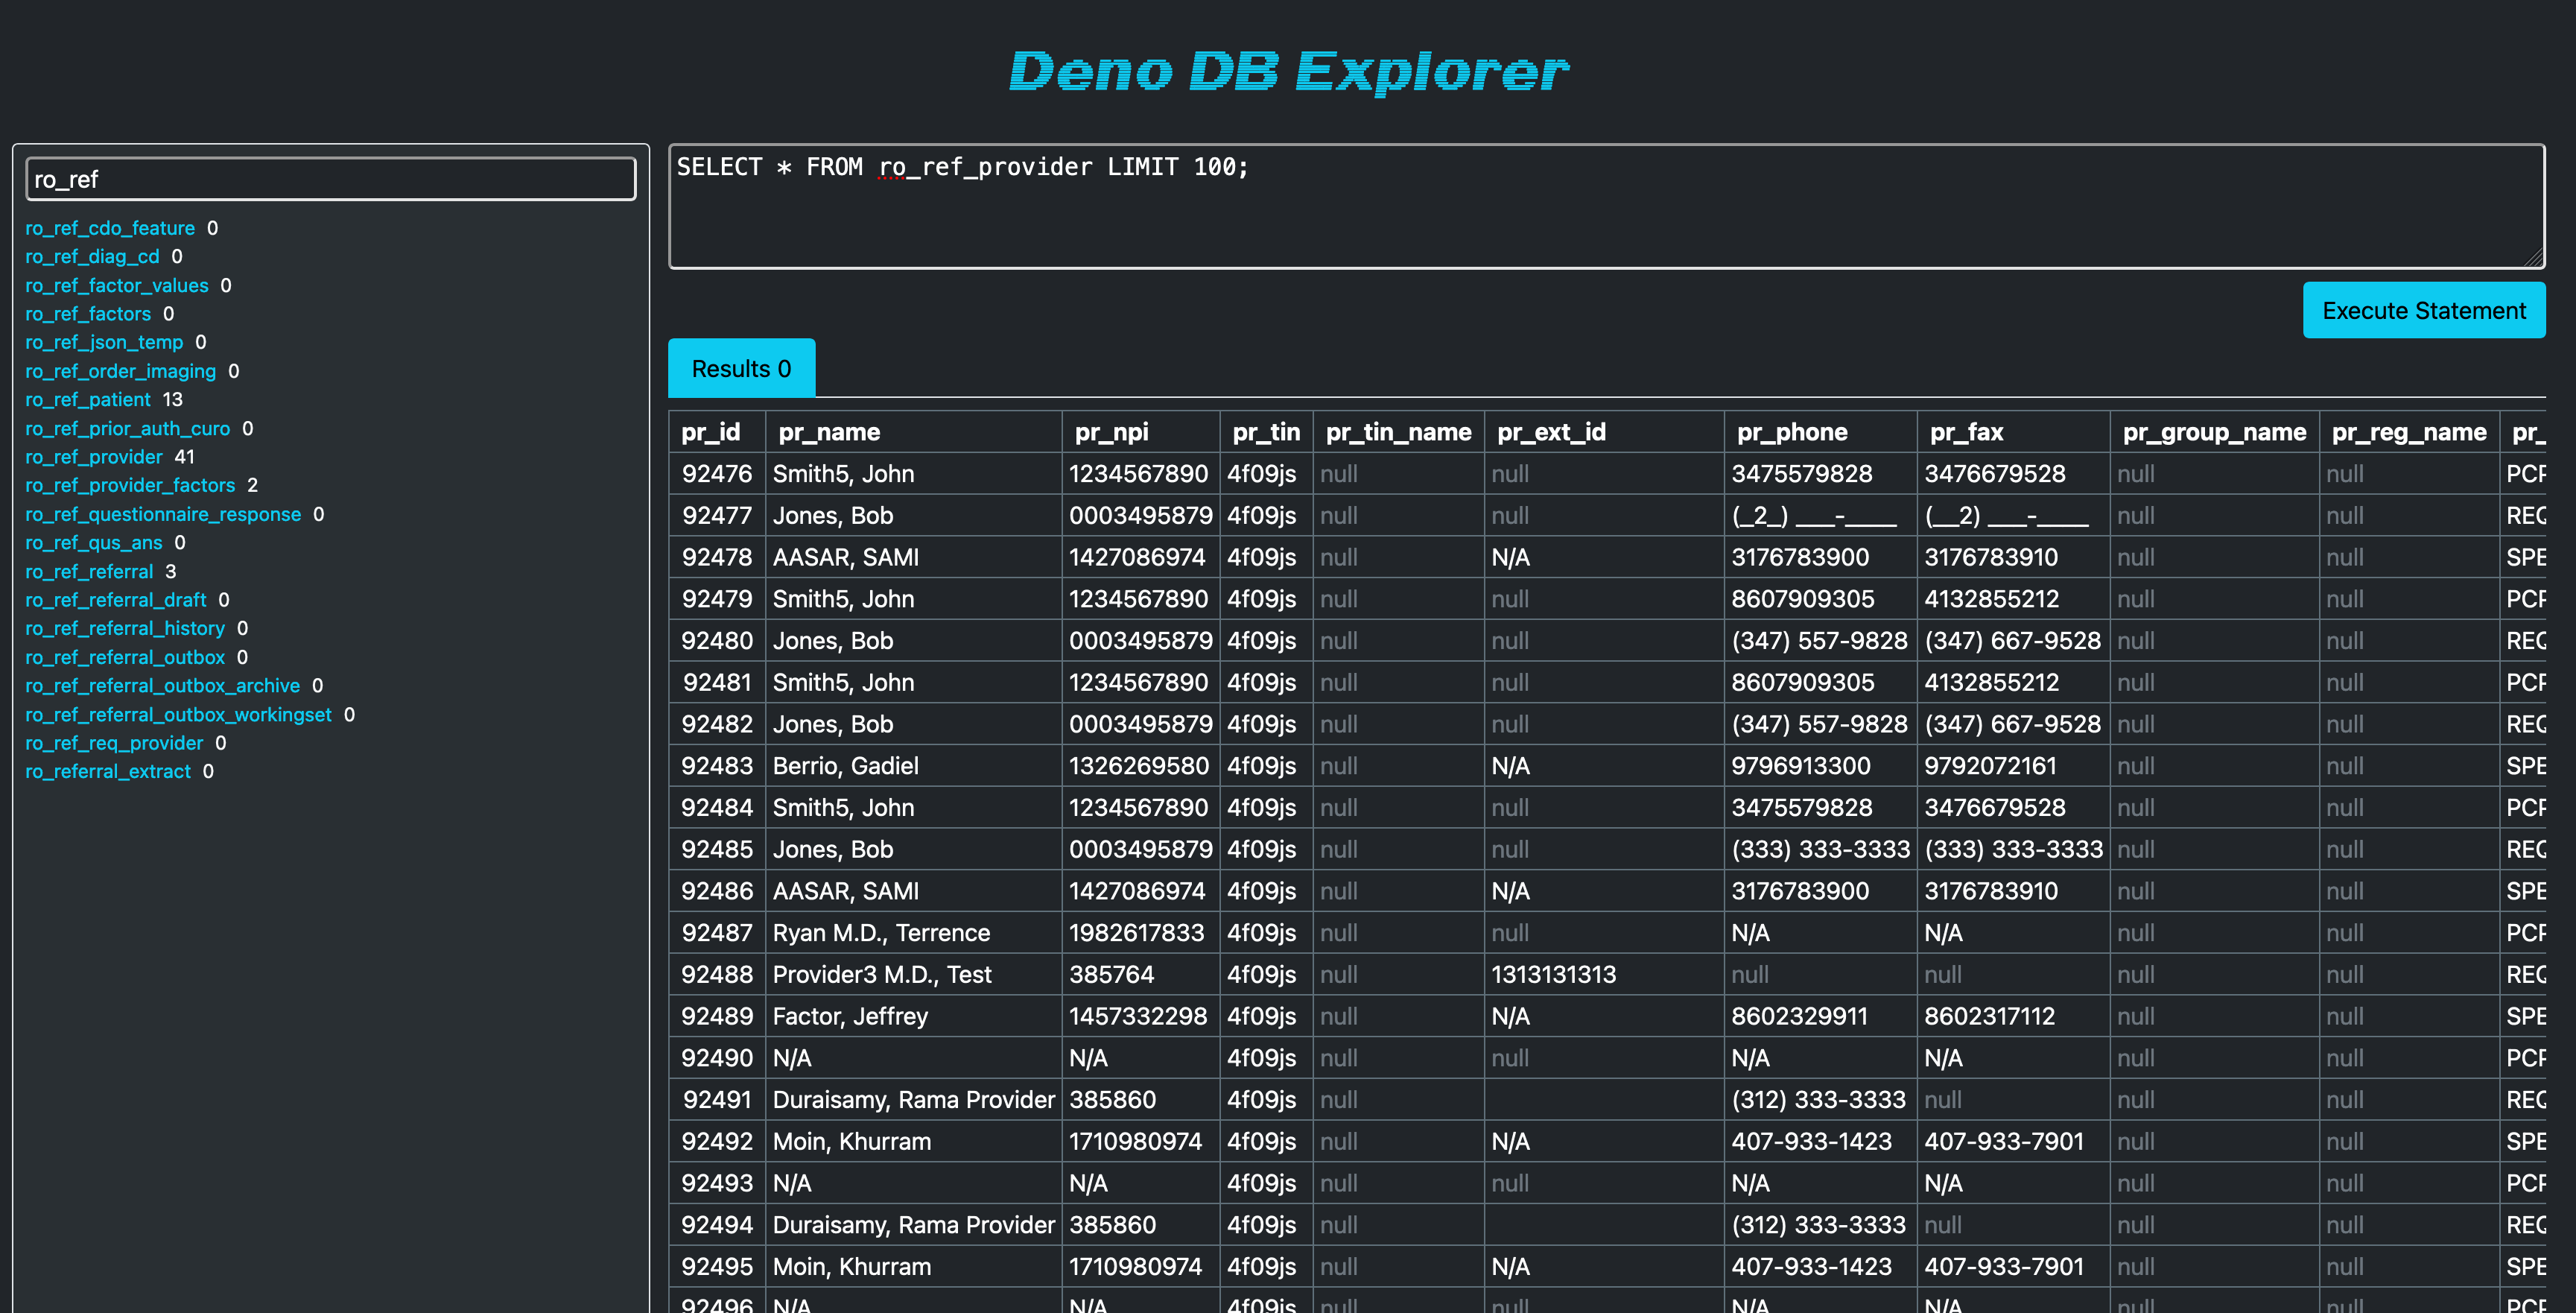 Deno DB Explorer
ro_ref
ro_ref_cdo_feature 0
ro_ref_diag_cd 0
ro_ref_factor_values 0
ro_ref_factors 0
ro_ref_json_temp 0
ro_ref_order_imaging 0
ro_ref_patient 13
ro_ref_prior_auth_curo 0
ro_ref_provider 41
ro_ref_provider_factors 2
ro_ref_questionnaire_response 0
ro_ref_qus_ans 0
ro_ref_referral 3
ro_ref_referral_draft 0
ro_ref_referral_history 0
ro_ref_referral_outbox 0
ro_ref_referral_outbox_archive 0
ro_ref_referral_outbox_workingset 0
ro_ref_req_provider 0
ro_referral_extract 0
SELECT * FROM ro_ref_provider LIMIT 100;
Execute Statement
Results 0
pr_id pr_name pr_npi pr_tin pr_tin_name pr_ext_id pr_phone pr_fax pr_group_name pr_reg_name pr_
92476 Smith5, John 1234567890 4f09js null null 3475579828 3476679528 null null PCP
92477 Jones, Bob 0003495879 4f09js null null (_2_) ___-____ (__2) ___-____ null null REQ
92478 AASAR, SAMI 1427086974 4f09js null N/A 3176783900 3176783910 null null SPE
92479 Smith5, John 1234567890 4f09js null null 8607909305 4132855212 null null PCP
92480 Jones, Bob 0003495879 4f09js null null (347) 557-9828 (347) 667-9528 null null REQ
92481 Smith5, John 1234567890 4f09js null null 8607909305 4132855212 null null PCP
92482 Jones, Bob 0003495879 4f09js null null (347) 557-9828 (347) 667-9528 null null REQ
92483 Berrio, Gadiel 1326269580 4f09js null N/A 9796913300 9792072161 null null SPE
92484 Smith5, John 1234567890 4f09js null null 3475579828 3476679528 null null PCP
92485 Jones, Bob 0003495879 4f09js null null (333) 333-3333 (333) 333-3333 null null REQ
92486 AASAR, SAMI 1427086974 4f09js null N/A 3176783900 3176783910 null null SPE
92487 Ryan M.D., Terrence 1982617833 4f09js null null N/A N/A null null PCP
92488 Provider3 M.D., Test 385764 4f09js null 1313131313 null null null null REQ
92489 Factor, Jeffrey 1457332298 4f09js null N/A 8602329911 8602317112 null null SPE
92490 N/A N/A 4f09js null null N/A N/A null null PCP
92491 Duraisamy, Rama Provider 385860 4f09js null (312) 333-3333 null null null REQ
92492 Moin, Khurram 1710980974 4f09js null N/A 407-933-1423 407-933-7901 null null SPE
92493 N/A N/A 4f09js null null N/A N/A null null PCP
92494 Duraisamy, Rama Provider 385860 4f09js null (312) 333-3333 null null null REQ
92495 Moin, Khurram 1710980974 4f09js null N/A 407-933-1423 407-933-7901 null null SPE
92496 N/A N/A 4f09js null null N/A N/A null null PCP